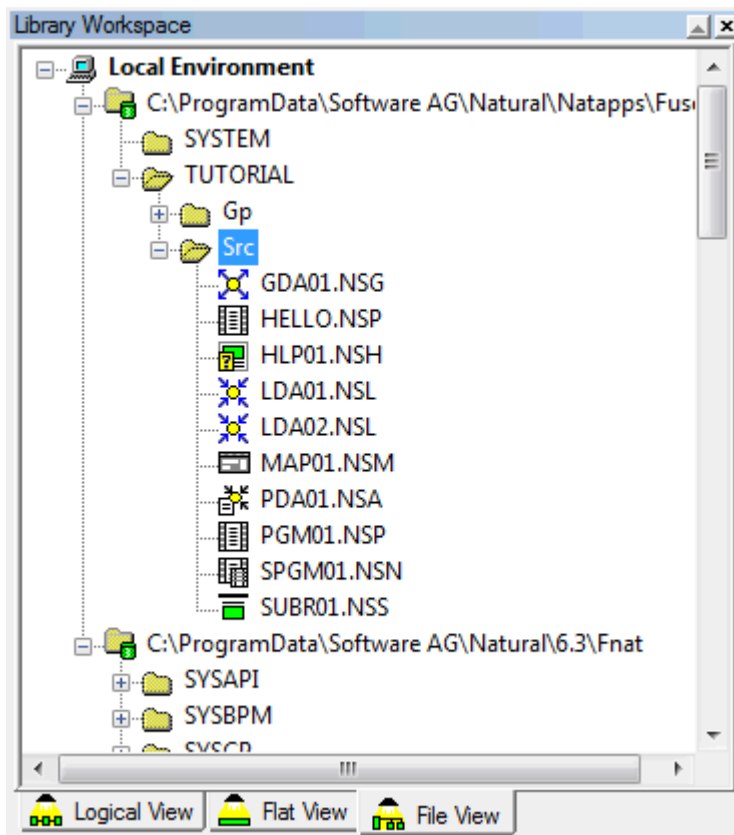 Library Workspace
Local Environment
C:\ProgramData\Software AG\Natural\Natapps\Fuse
SYSTEM
TUTORIAL
Gp
Src
GDA01.NSG
HELLO.NSP
HLP01.NSH
LDA01.NSL
LDA02.NSL
MAP01.NSM
PDA01.NSA
PGM01.NSP
SPGM01.NSN
SUBR01.NSS
C:\ProgramData\Software AG\Natural\6.3\Fnat
SYSAPI
SYSBPM
Logical View Flat View File View